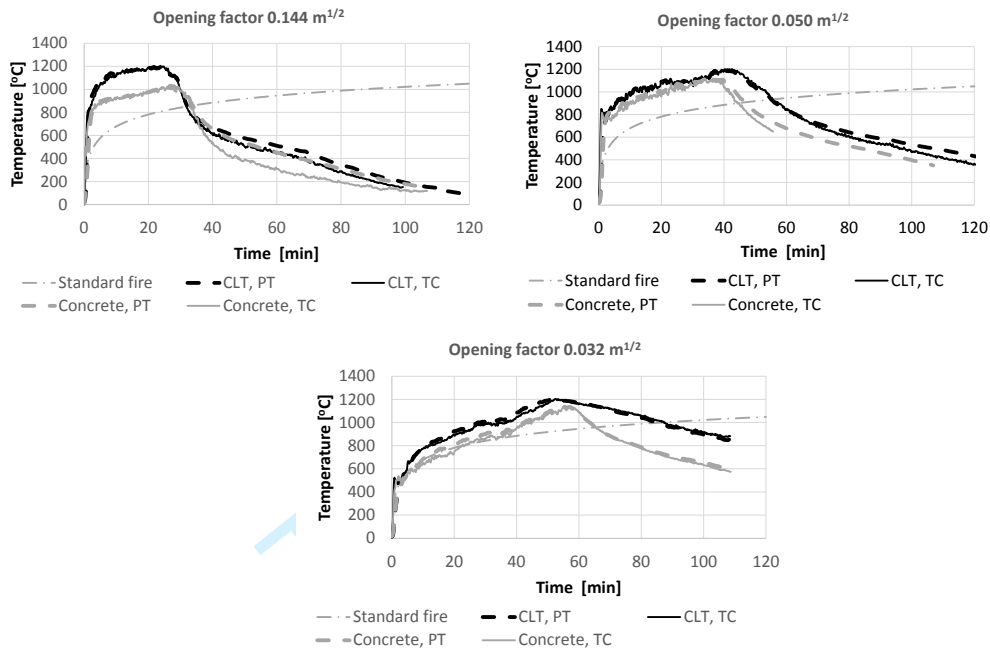 Opening factor 0.144 m1/2
Temperature [oC]
1400
1200
1000
800
600
400
200
0
0 20 40 60 80 100 120
Time [min]
Standard fire CLT, PT CLT, TC
Concrete, PT Concrete, TC
Opening factor 0.050 m1/2
Temperature [oC]
1400
1200
1000
800
600
400
200
0
0 20 40 60 80 100 120
Time [min]
Standard fire CLT, PT CLT, TC
Concrete, PT Concrete, TC
Opening factor 0.032 m1/2
Temperature [oC]
1400
1200
1000
800
600
400
200
0
0 20 40 60 80 100 120
Time [min]
Standard fire CLT, PT CLT, TC
Concrete, PT Concrete, TC